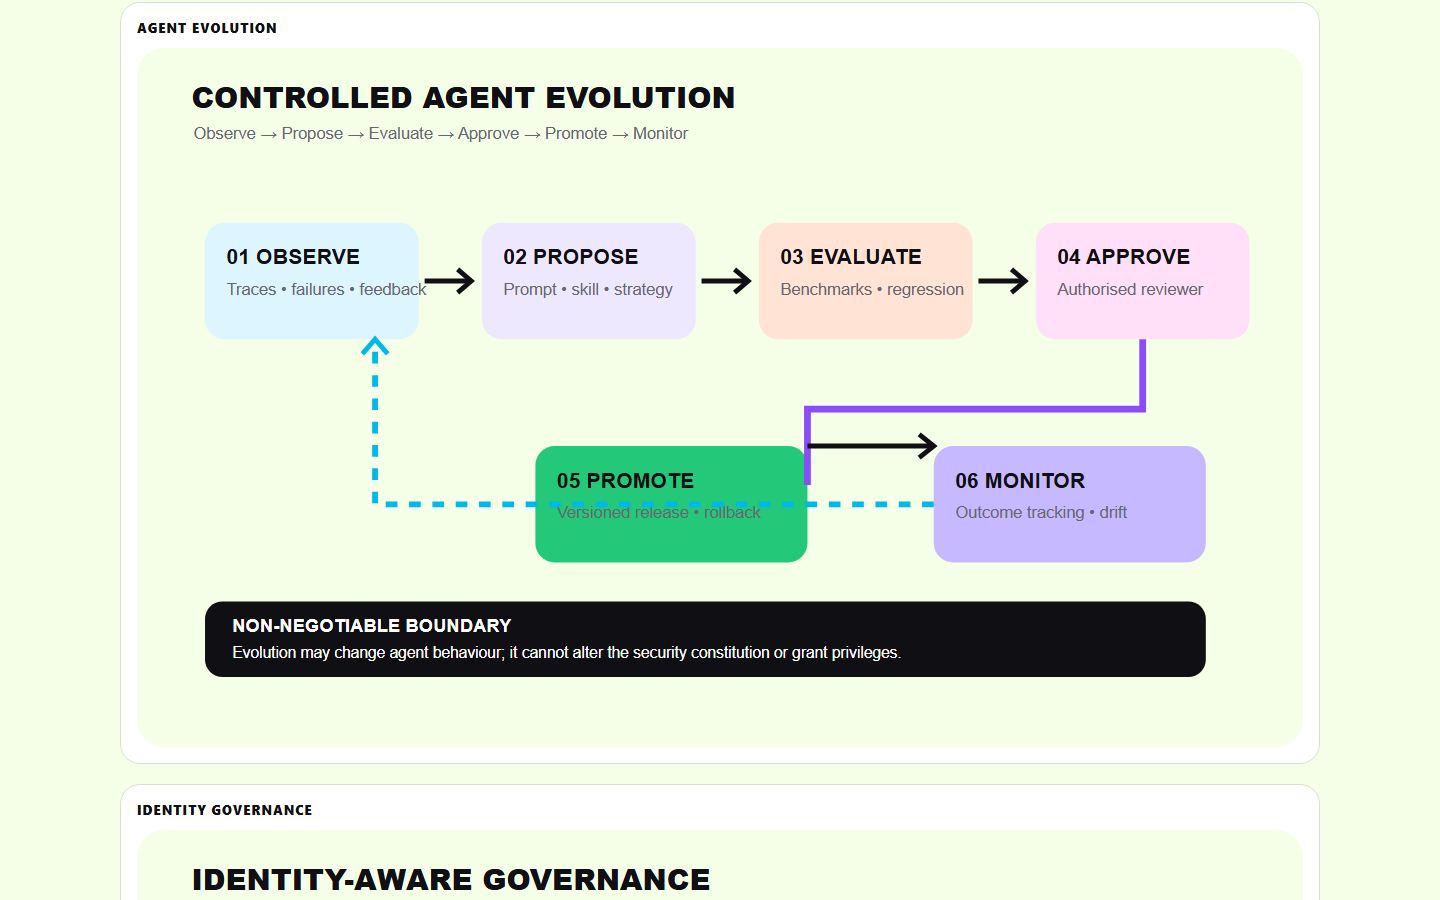 AGENT EVOLUTION
CONTROLLED AGENT EVOLUTION
Observe → Propose → Evaluate → Approve → Promote → Monitor
01 OBSERVE
Traces • failures • feedback
02 PROPOSE
Prompt • skill • strategy
03 EVALUATE
Benchmarks • regression
04 APPROVE
Authorised reviewer
05 PROMOTE
Versioned release • rollback
06 MONITOR
Outcome tracking • drift
NON-NEGOTIABLE BOUNDARY
Evolution may change agent behaviour; it cannot alter the security constitution or grant privileges.
IDENTITY GOVERNANCE
IDENTITY-AWARE GOVERNANCE